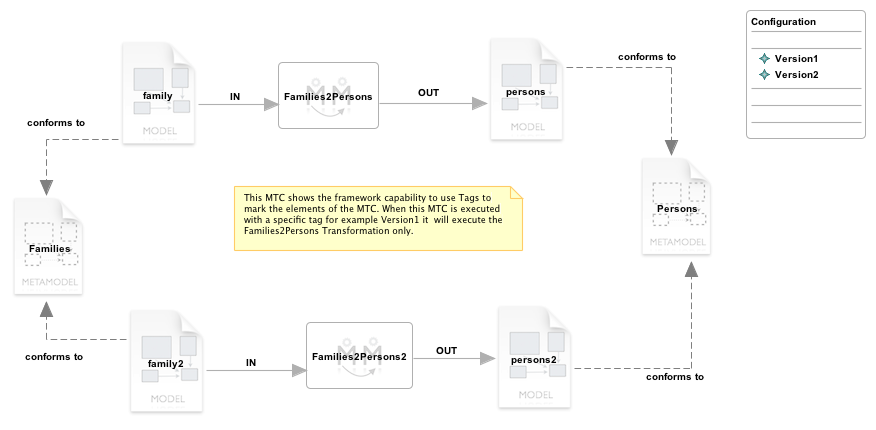 Configuration
Version1
Version2
family
MODEL
IN
Families2Persons
OUT
persons
MODEL
conforms to
conforms to
Families
METAMODEL
This MTC shows the framework capability to use Tags to
mark the elements of the MTC. When this MTC is executed
with a specific tag for example Version1 it will execute the
Families2Persons Transformation only.
Persons
METAMODEL
conforms to
family2
MODEL
IN
Families2Persons2
OUT
persons2
MODEL
conforms to